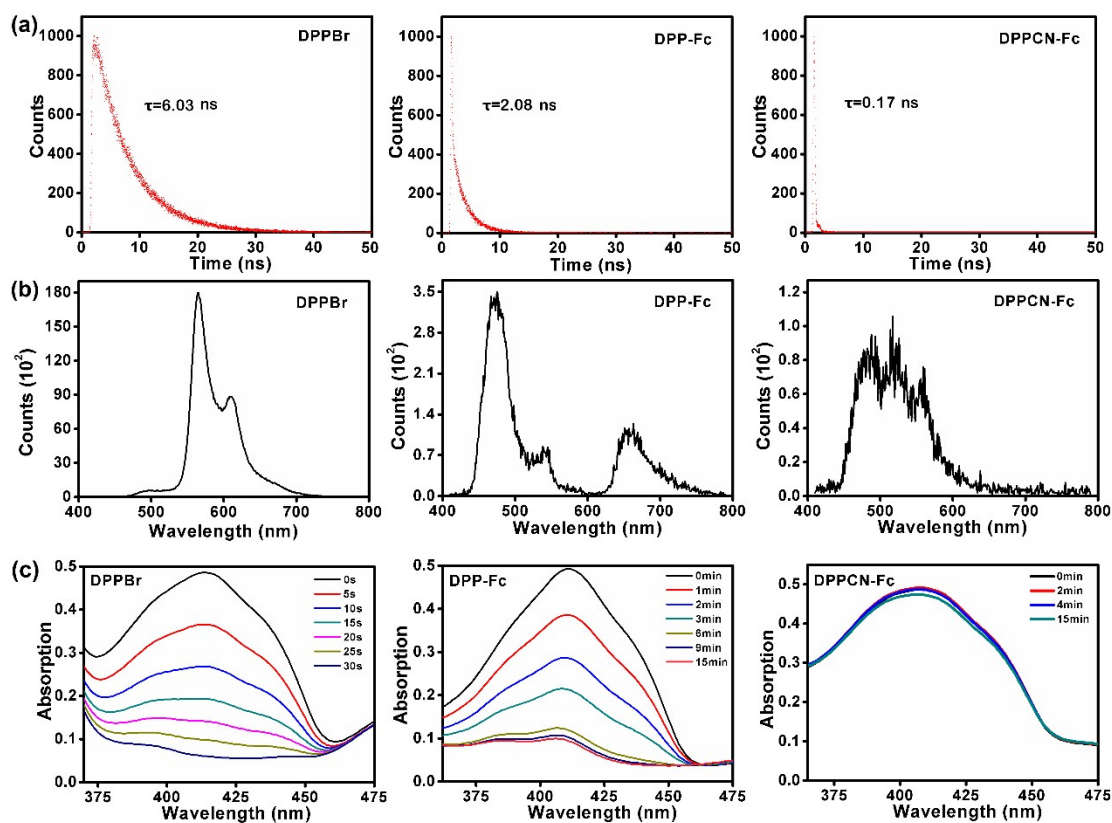 (a)
DPPBr
τ=6.03 ns
Counts
1000
800
600
400
200
0
0 10 20 30 40 50
Time (ns)
DPP-Fc
τ=2.08 ns
Counts
1000
800
600
400
200
0
0 10 20 30 40 50
Time (ns)
DPPCN-Fc
τ=0.17 ns
Counts
1000
800
600
400
200
0
0 10 20 30 40 50
Time (ns)
(b)
DPPBr
Counts (10²)
180
150
120
90
60
30
0
400 500 600 700 800
Wavelength (nm)
DPP-Fc
Counts (10²)
3.5
2.8
2.1
1.4
0.7
0.0
400 500 600 700 800
Wavelength (nm)
DPPCN-Fc
Counts (10²)
1.2
1.0
0.8
0.6
0.4
0.2
0.0
400 500 600 700 800
Wavelength (nm)
(c)
DPPBr
0s
5s
10s
15s
20s
25s
30s
Absorption
0.5
0.4
0.3
0.2
0.1
0.0
375 400 425 450 475
Wavelength (nm)
DPP-Fc
0min
1min
2min
3min
6min
9min
15min
Absorption
0.5
0.4
0.3
0.2
0.1
0.0
375 400 425 450 475
Wavelength (nm)
DPPCN-Fc
0min
2min
4min
15min
Absorption
0.5
0.4
0.3
0.2
0.1
0.0
375 400 425 450 475
Wavelength (nm)